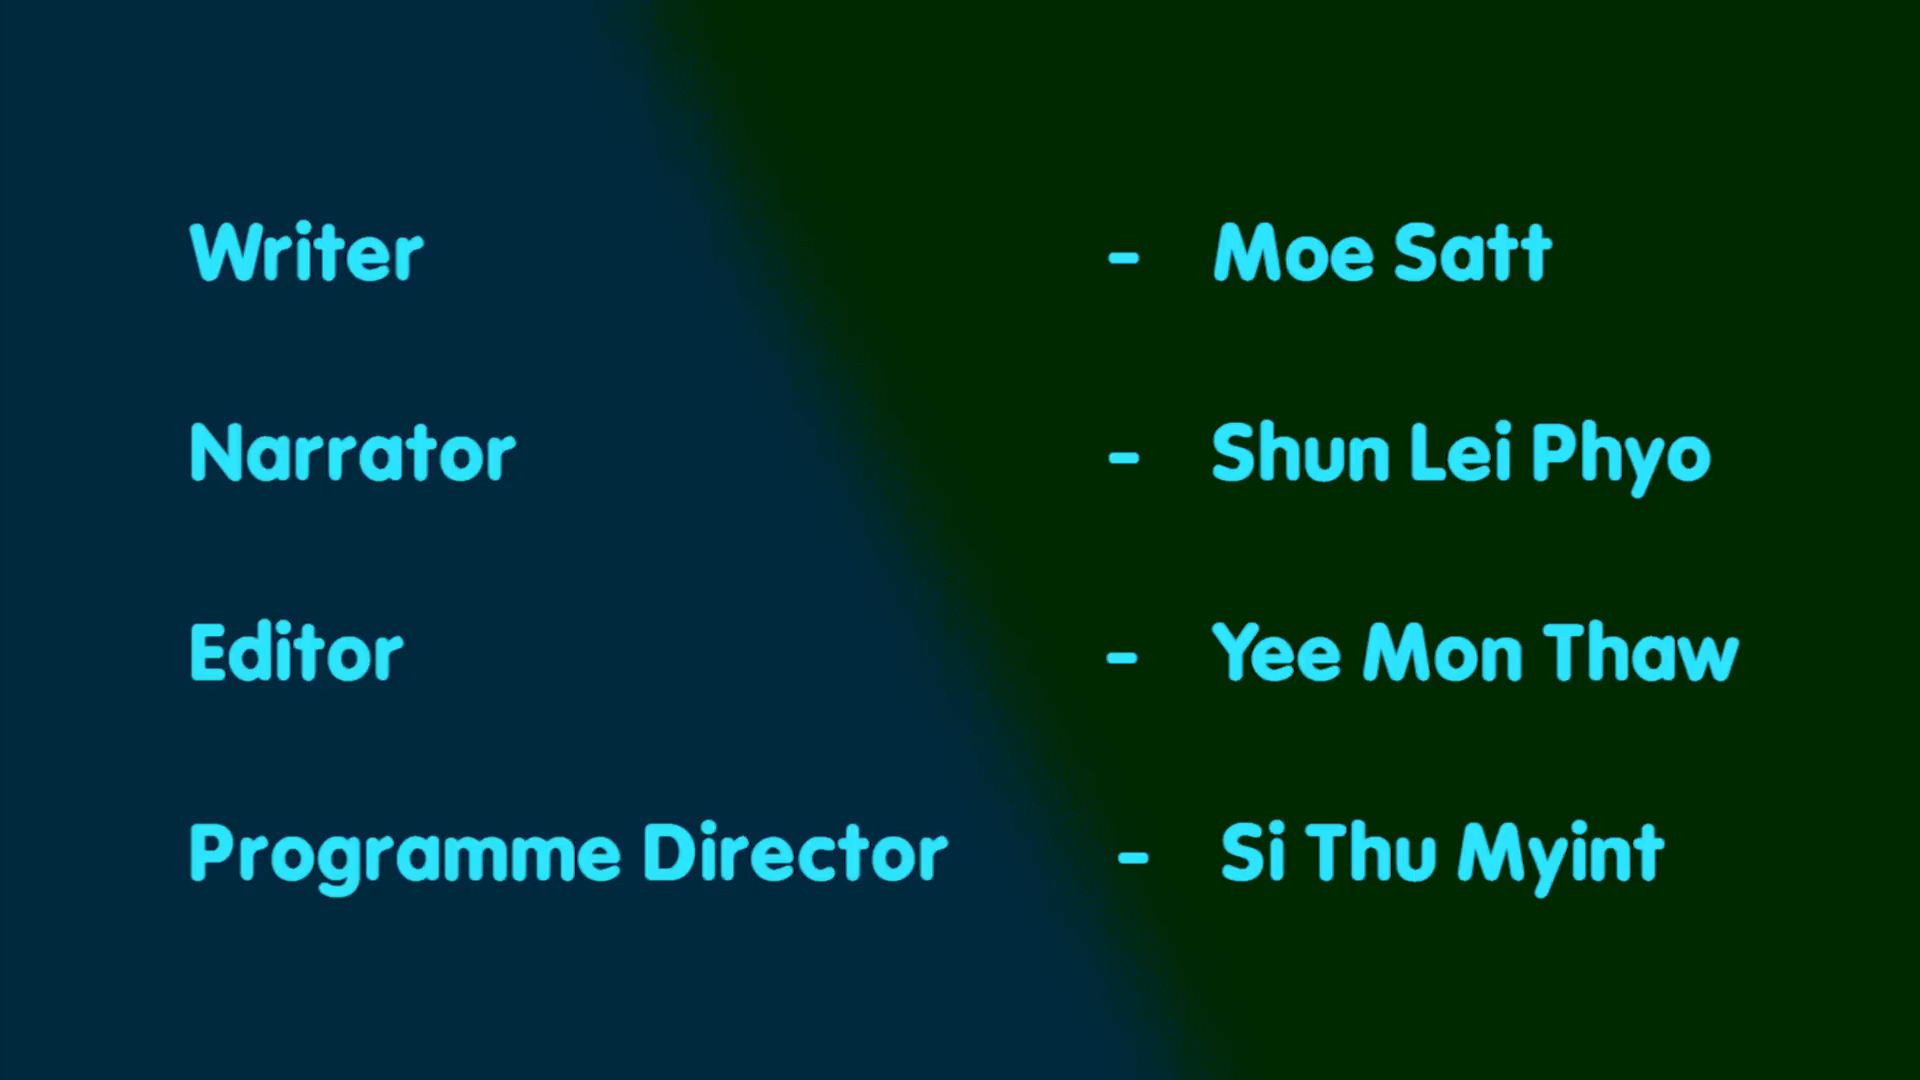 Writer - Moe Satt
Narrator - Shun Lei Phyo
Editor - Yee Mon Thaw
Programme Director - Si Thu Myint